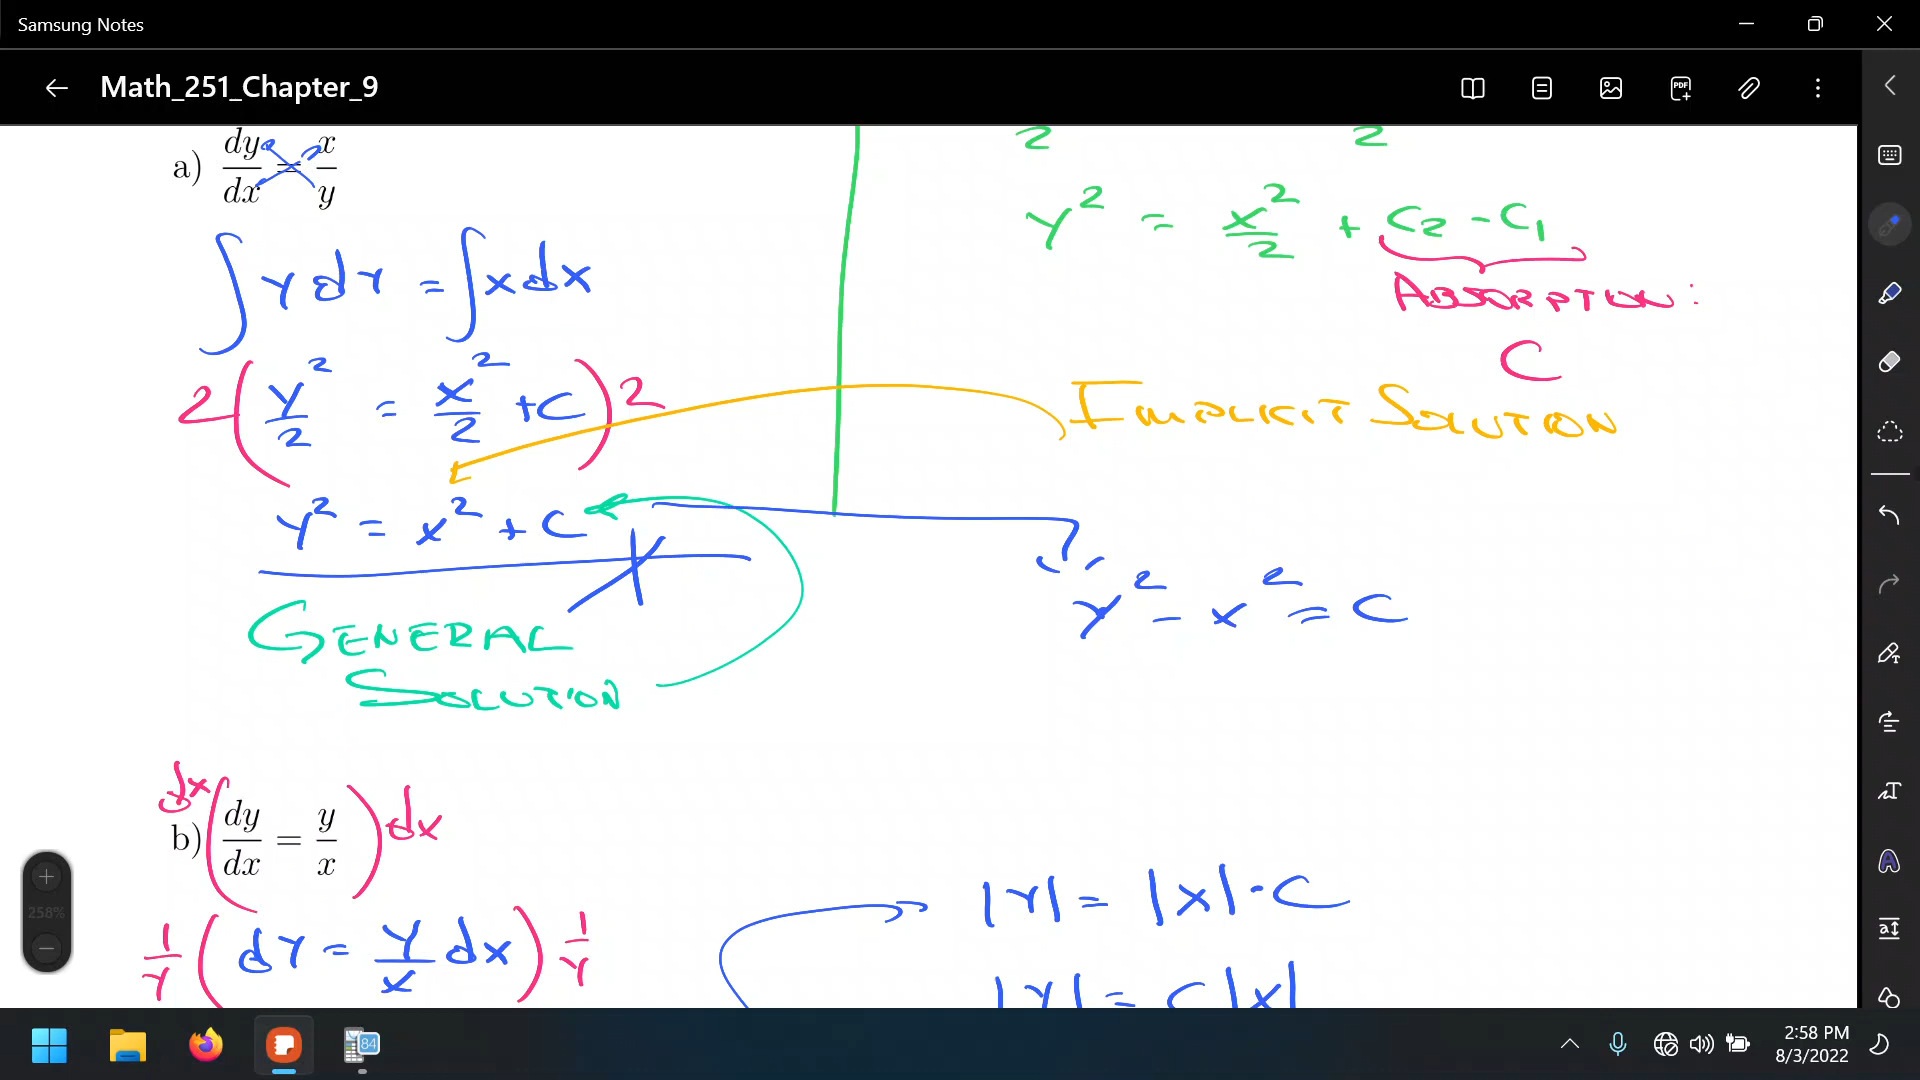 Samsung Notes
Math_251_Chapter_9
a) dy/dx = x/y
∫ y dy = ∫ x dx
2 ( y²/2 = x²/2 + C ) 2
y² = x² + C
GENERAL
SOLUTION
2 2
y² = x²/2 + C₂ - C₁
ABSORPTION:
C
IMPLICIT SOLUTION
y² - x² = C
dx
b) ( dy/dx = y/x ) dx
1/y ( dy = y/x dx ) 1/y
|y| = |x| · C
|y| = C|x|
258%
PDF
84
2:58 PM
8/3/2022